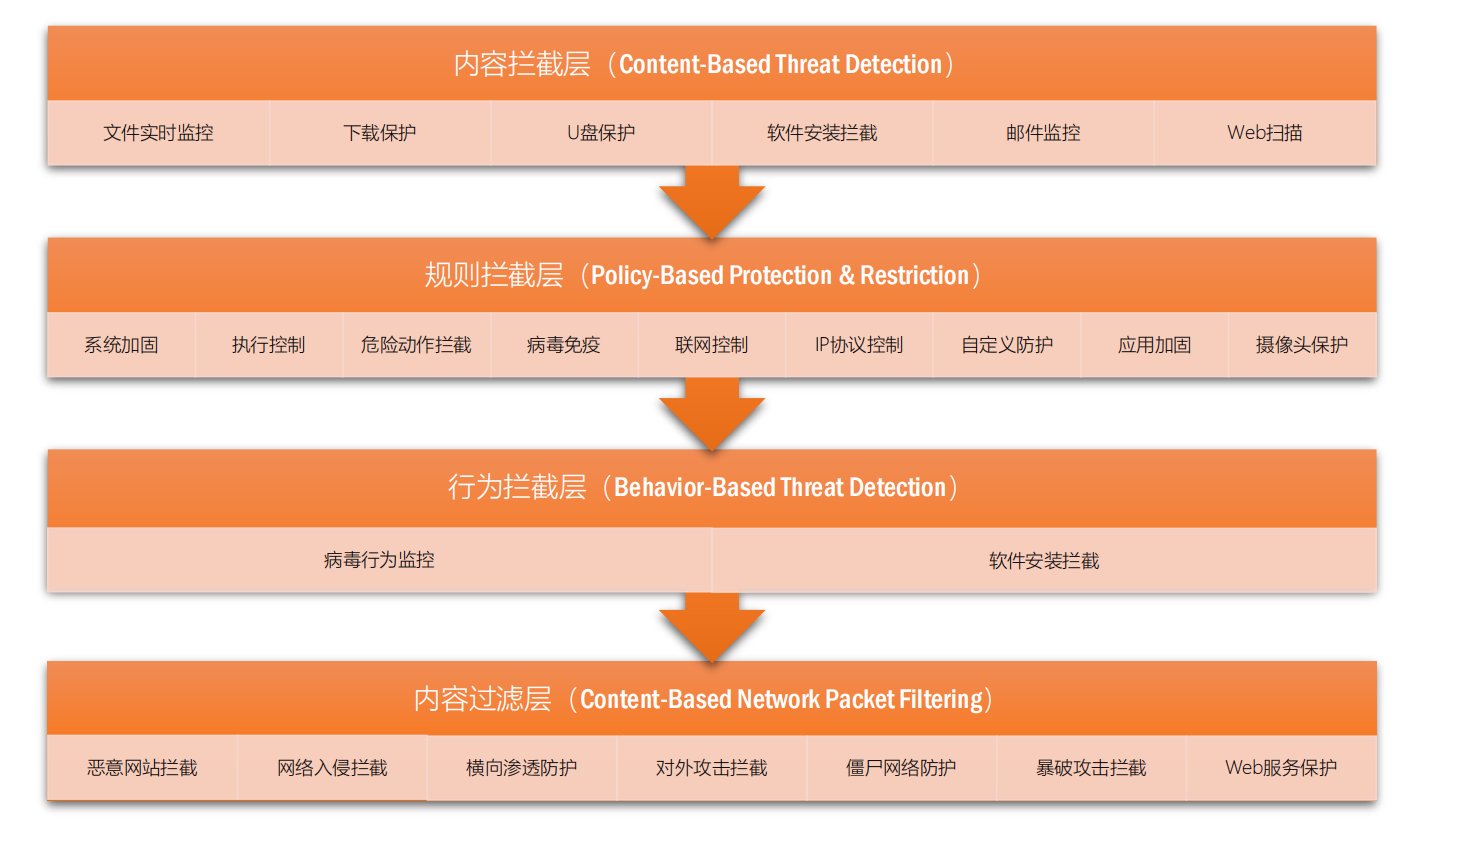 内容拦截层（Content-Based Threat Detection）
文件实时监控 下载保护 U盘保护 软件安装拦截 邮件监控 Web扫描
规则拦截层（Policy-Based Protection & Restriction）
系统加固 执行控制 危险动作拦截 病毒免疫 联网控制 IP协议控制 自定义防护 应用加固 摄像头保护
行为拦截层（Behavior-Based Threat Detection）
病毒行为监控 软件安装拦截
内容过滤层（Content-Based Network Packet Filtering）
恶意网站拦截 网络入侵拦截 横向渗透防护 对外攻击拦截 僵尸网络防护 暴破攻击拦截 Web服务保护